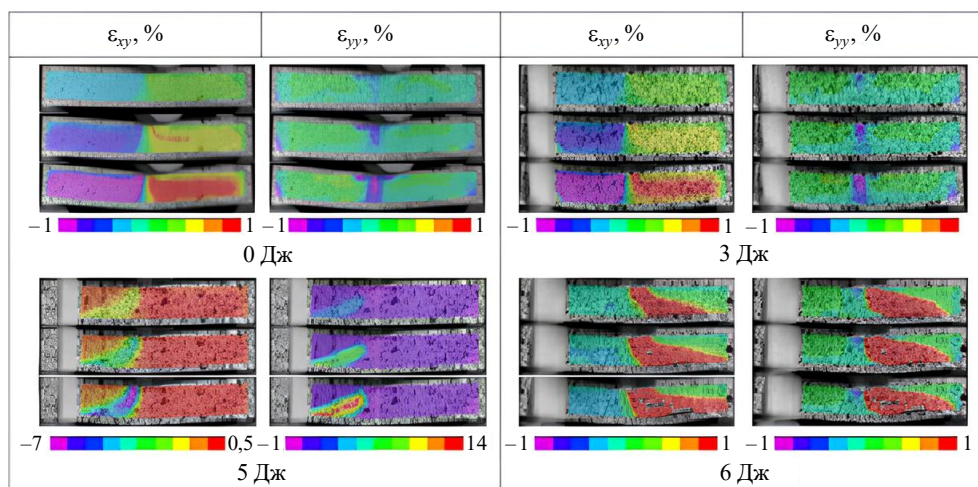 εxy, % εyy, % εxy, % εyy, %
–1 1 –1 1 –1 1 –1 1
0 Дж 3 Дж
–7 0,5 –1 14 –1 1 –1 1
5 Дж 6 Дж